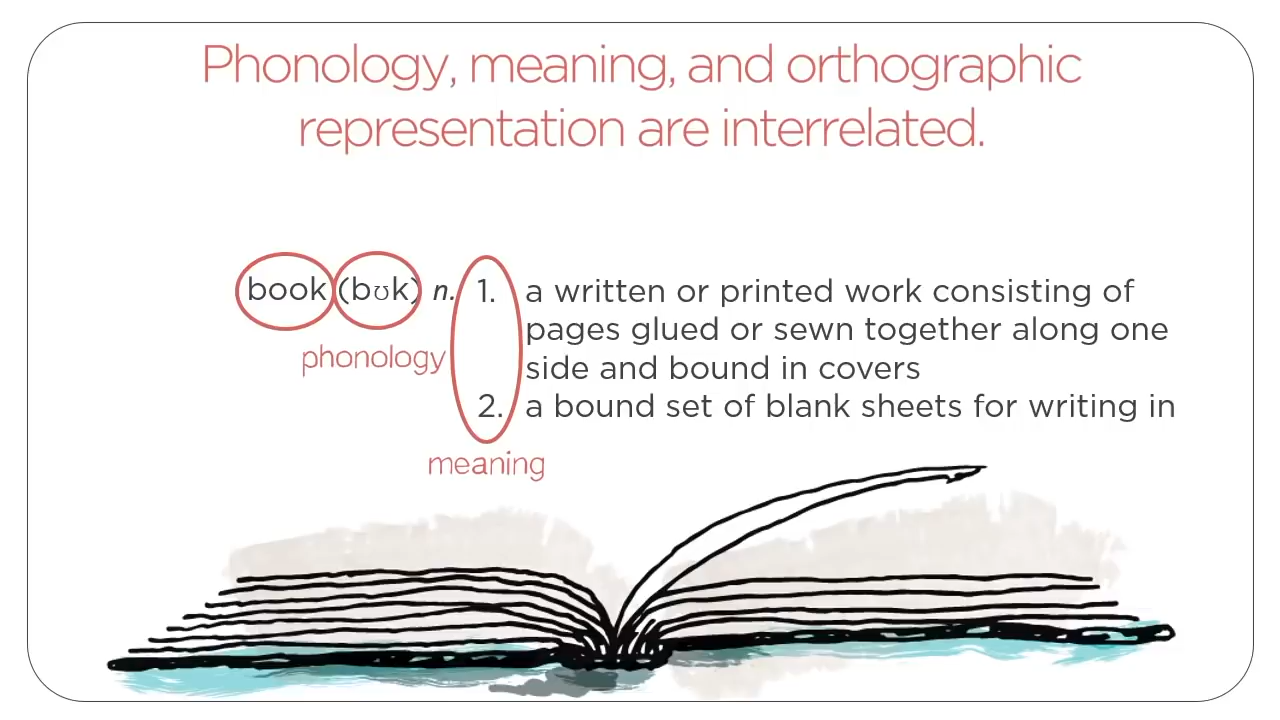 Phonology, meaning, and orthographic
representation are interrelated.
book (bʊk) n. 1. a written or printed work consisting of
pages glued or sewn together along one
phonology
side and bound in covers
2. a bound set of blank sheets for writing in
meaning